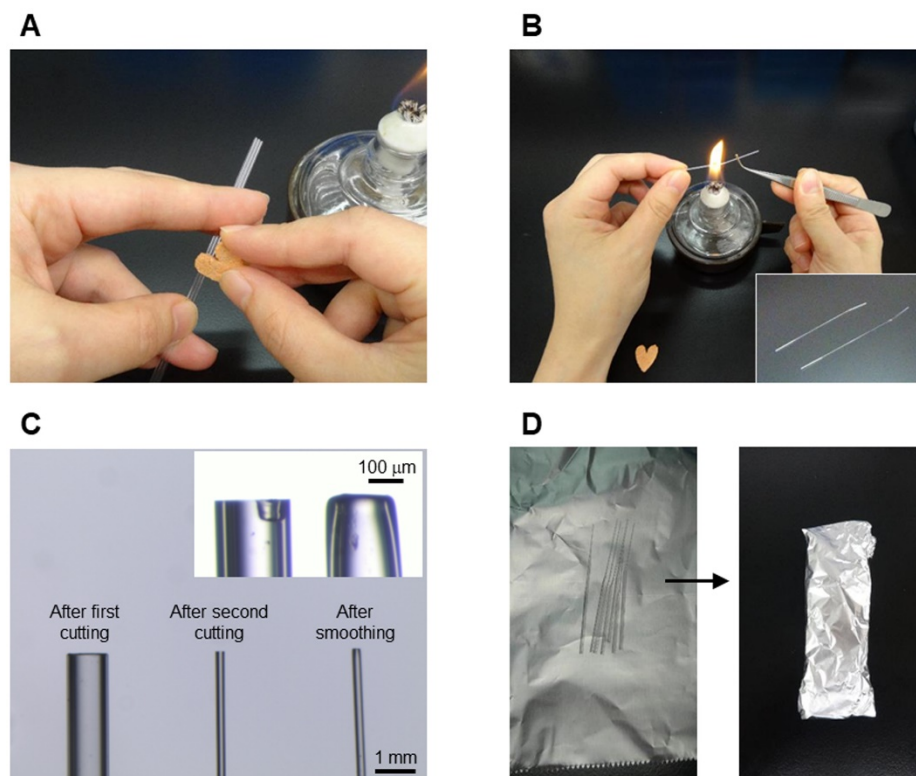 A
B
C
100 μm
After first
cutting
After second
cutting
After
smoothing
1 mm
D